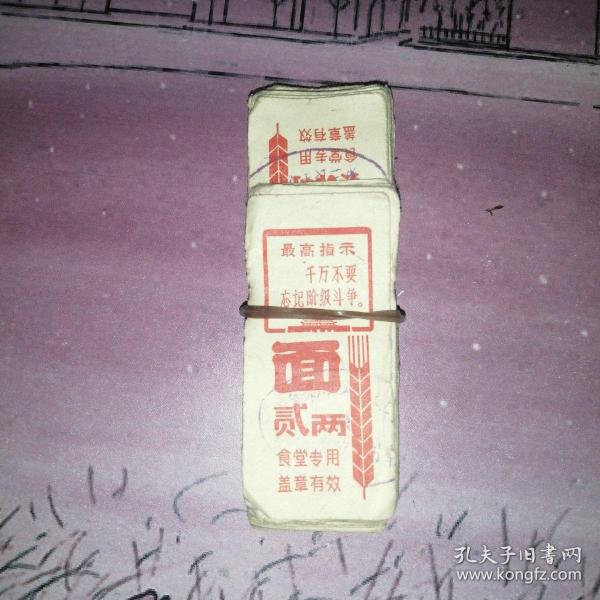 盖章有效
食堂专用
最高指示
千万不要
忘记阶级斗争。
面
贰两
食堂专用
盖章有效
孔夫子旧书网
www.kongfz.com